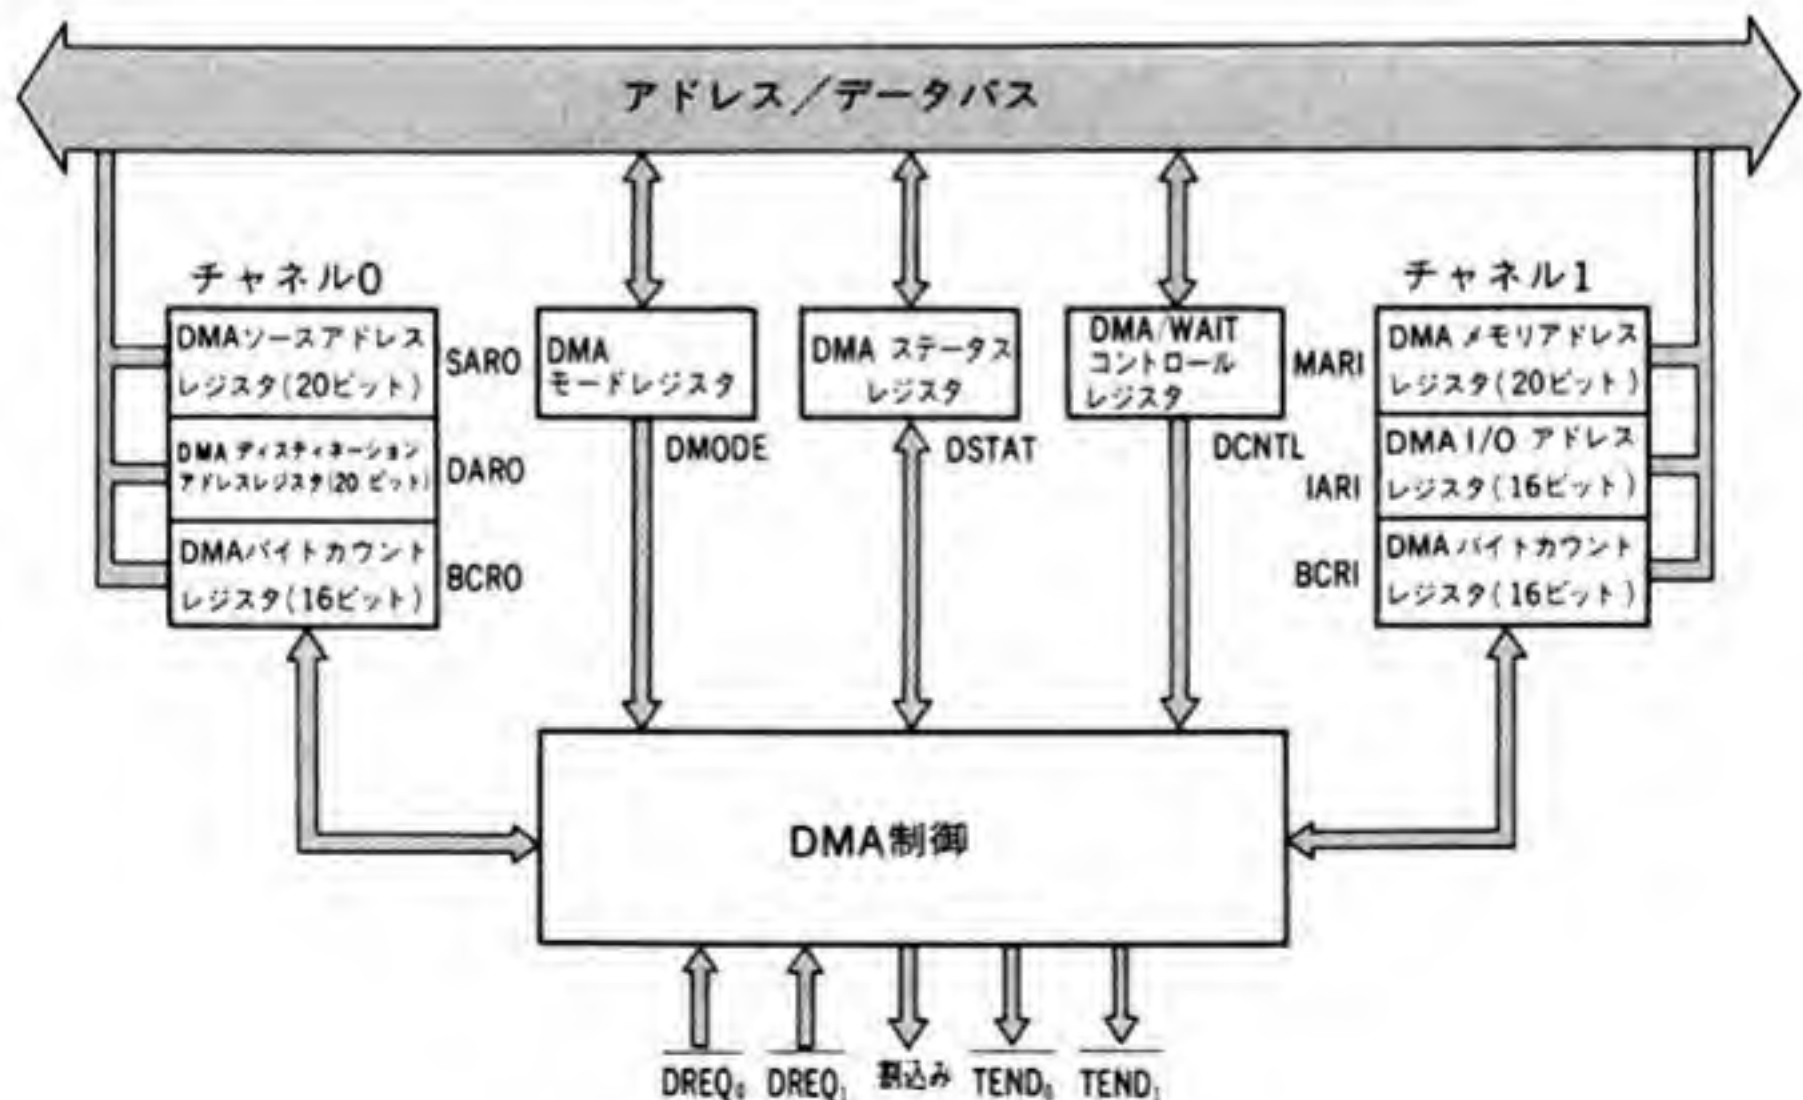 アドレス/データバス
チャネル0
DMAソースアドレス
レジスタ(20ビット)
SAR0
DMA ディスティネーション
アドレスレジスタ(20 ビット)
DAR0
DMAバイトカウント
レジスタ(16ビット)
BCR0
DMA
モードレジスタ
DMODE
DMA ステータス
レジスタ
DSTAT
DMA/WAIT
コントロール
レジスタ
DCNTL
チャネル1
MAR1
DMA メモリアドレス
レジスタ(20ビット)
IAR1
DMA I/O アドレス
レジスタ(16ビット)
BCR1
DMA バイトカウント
レジスタ(16ビット)
DMA制御
DREQ₀ DREQ₁ 割込み TEND₀ TEND₁